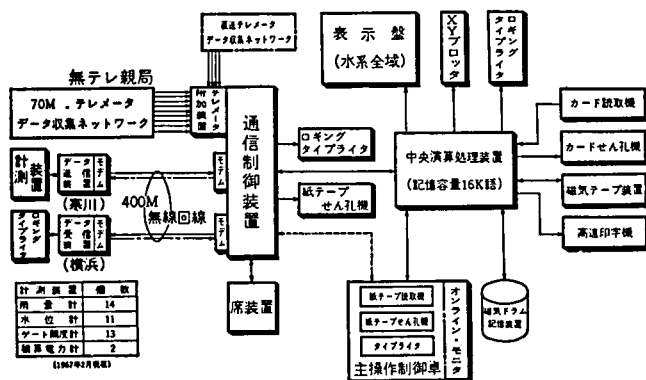 直送テレメータ
データ収集ネットワーク
無テレ親局
70M.テレメータ
データ収集ネットワーク
テレメータ
附加装置
通信制御装置
表示盤
(水系全域)
XYプロッタ
ロギング
タイプライタ
計測装置
データ
送信
装置
モデム
モデム
(寒川)
400M
無線回線
ロギング
タイプライタ
データ
受信
装置
モデム
モデム
(横浜)
ロギング
タイプライタ
紙テープ
せん孔機
席装置
中央演算処理装置
(記憶容量16K語)
カード読取機
カードせん孔機
磁気テープ装置
高速印字機
紙テープ読取機
紙テープせん孔機
タイプライタ
オンライン・モニタ
主操作制御卓
磁気ドラム
記憶装置
計測装置 個数
雨量計 14
水位計 11
ゲート開度計 13
積算電力計 2
(1967年2月現在)